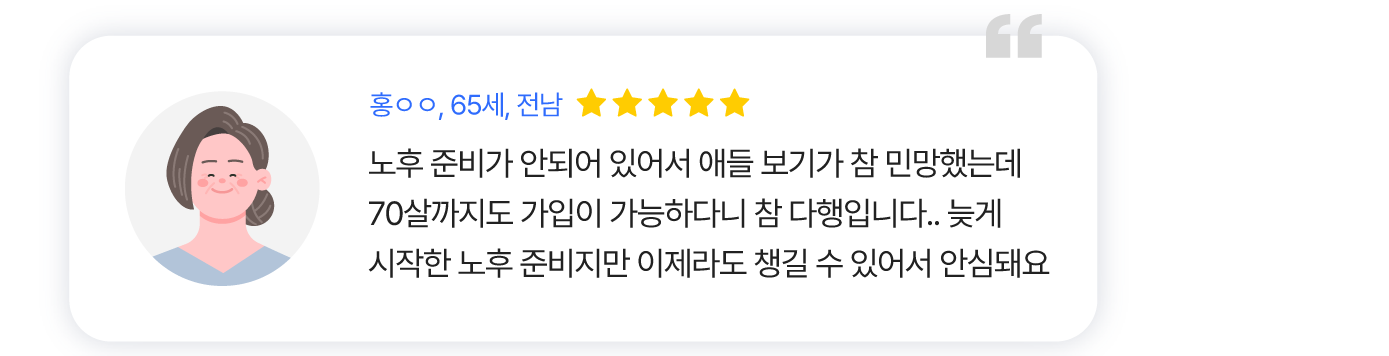 홍ㅇㅇ, 65세, 전남
노후 준비가 안되어 있어서 애들 보기가 참 민망했는데
70살까지도 가입이 가능하다니 참 다행입니다.. 늦게
시작한 노후 준비지만 이제라도 챙길 수 있어서 안심돼요